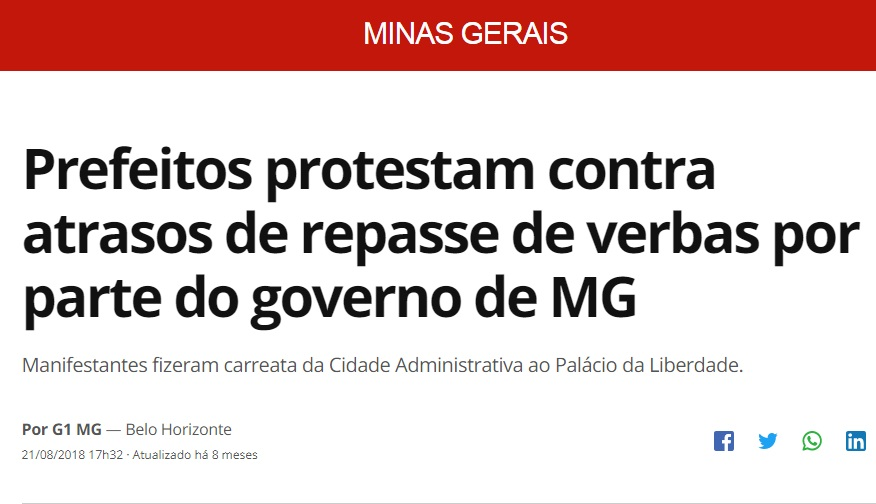 MINAS GERAIS
Prefeitos protestam contra
atrasos de repasse de verbas por
parte do governo de MG
Manifestantes fizeram carreata da Cidade Administrativa ao Palácio da Liberdade.
Por G1 MG — Belo Horizonte
21/08/2018 17h32 · Atualizado há 8 meses